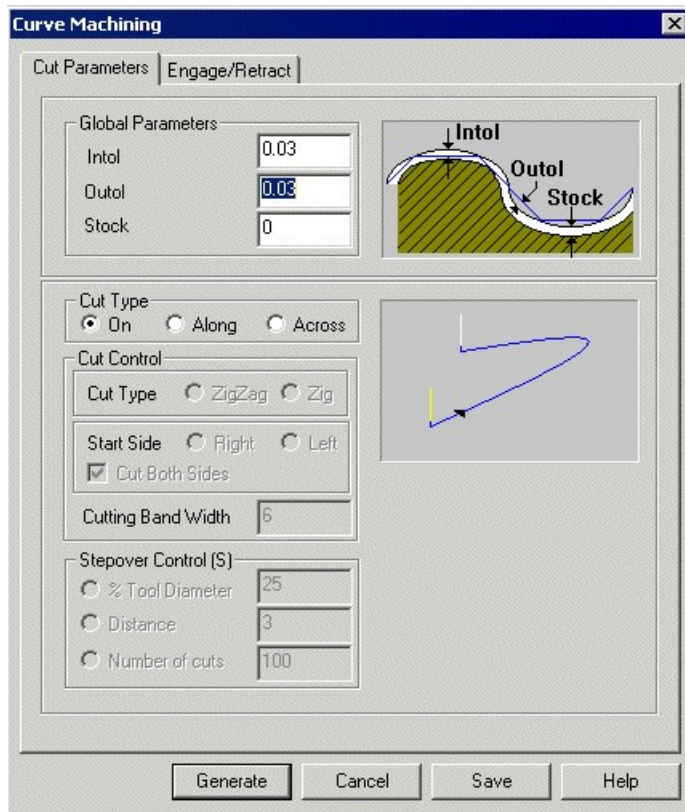 Curve Machining
Cut Parameters Engage/Retract
Global Parameters
Intol 0.03
Outol 0.03
Stock 0
Intol
Outol
Stock
Cut Type
On Along Across
Cut Control
Cut Type ZigZag Zig
Start Side Right Left
Cut Both Sides
Cutting Band Width 6
Stepover Control (S)
% Tool Diameter 25
Distance 3
Number of cuts 100
Generate Cancel Save Help